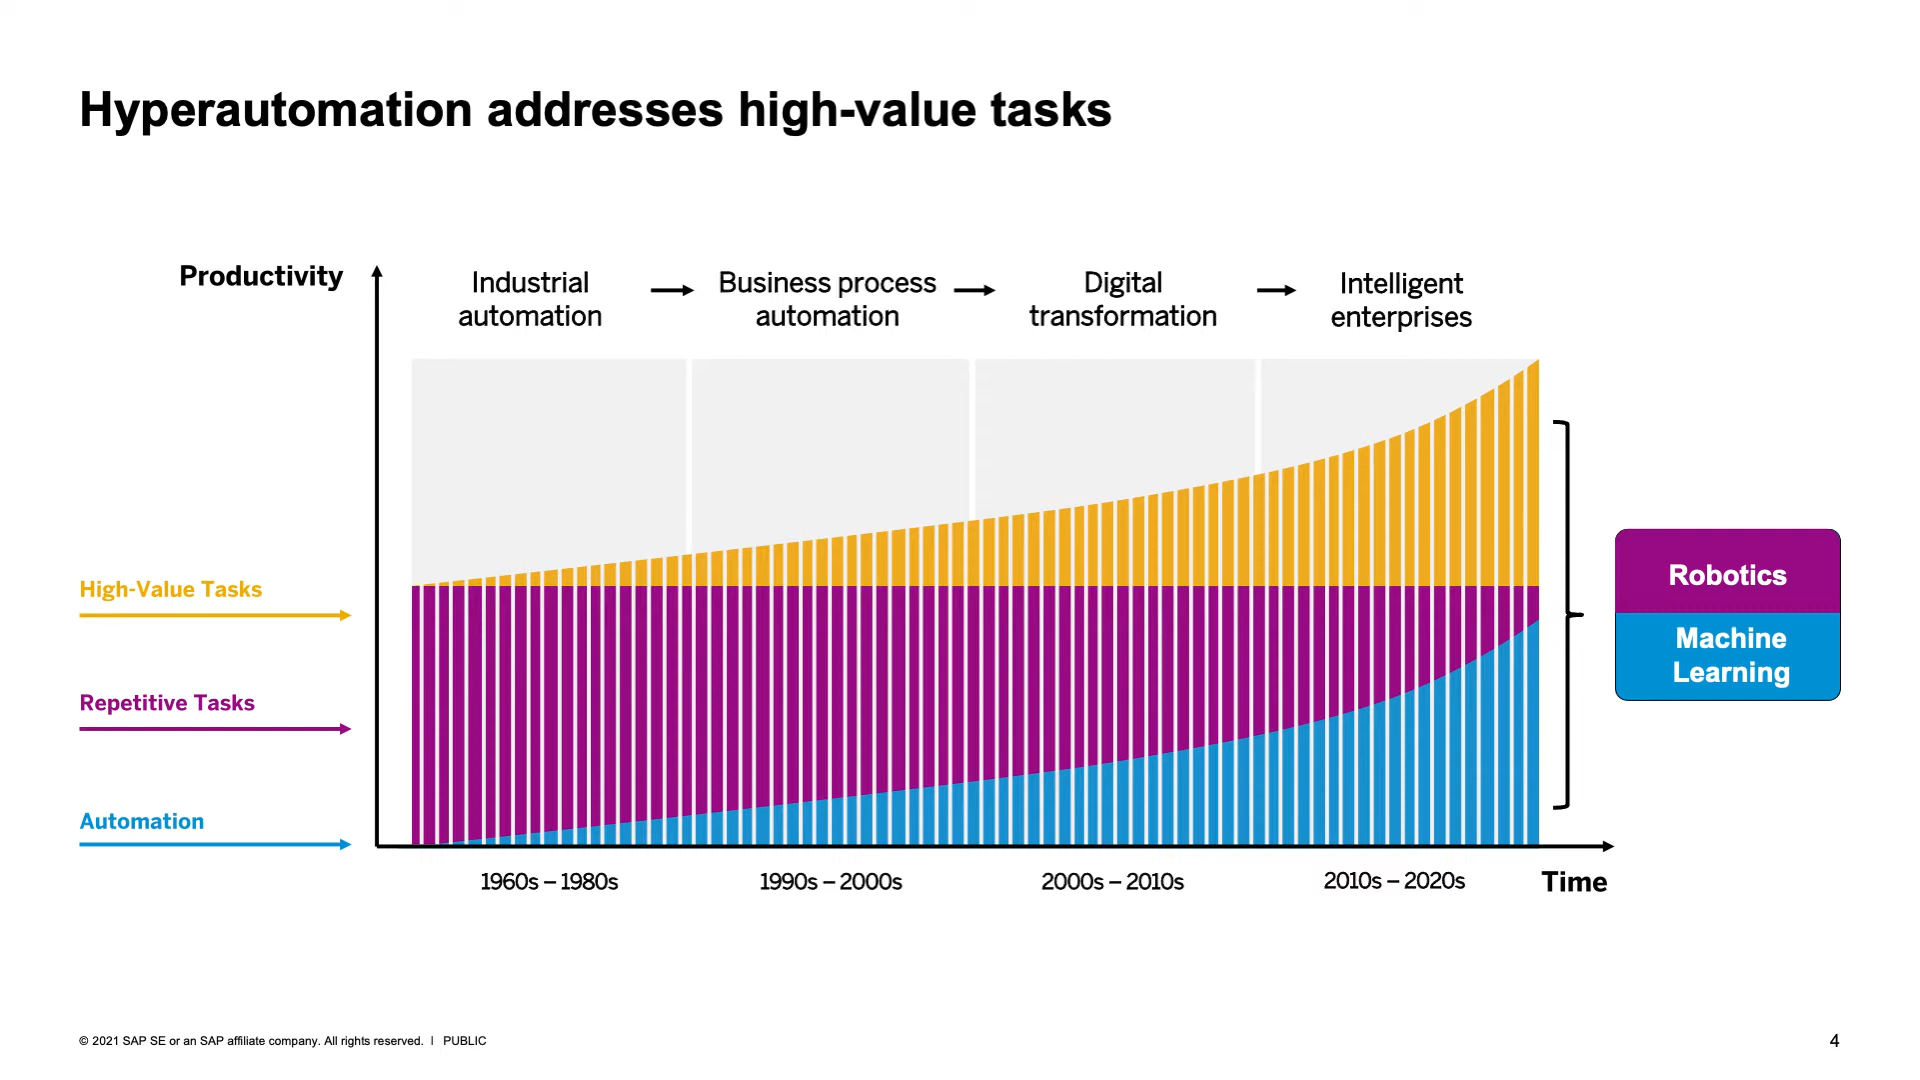 Hyperautomation addresses high-value tasks
Productivity
Industrial
automation
Business process
automation
Digital
transformation
Intelligent
enterprises
High-Value Tasks
Repetitive Tasks
Automation
Robotics
Machine
Learning
1960s – 1980s
1990s – 2000s
2000s – 2010s
2010s – 2020s
Time
© 2021 SAP SE or an SAP affiliate company. All rights reserved. | PUBLIC
4